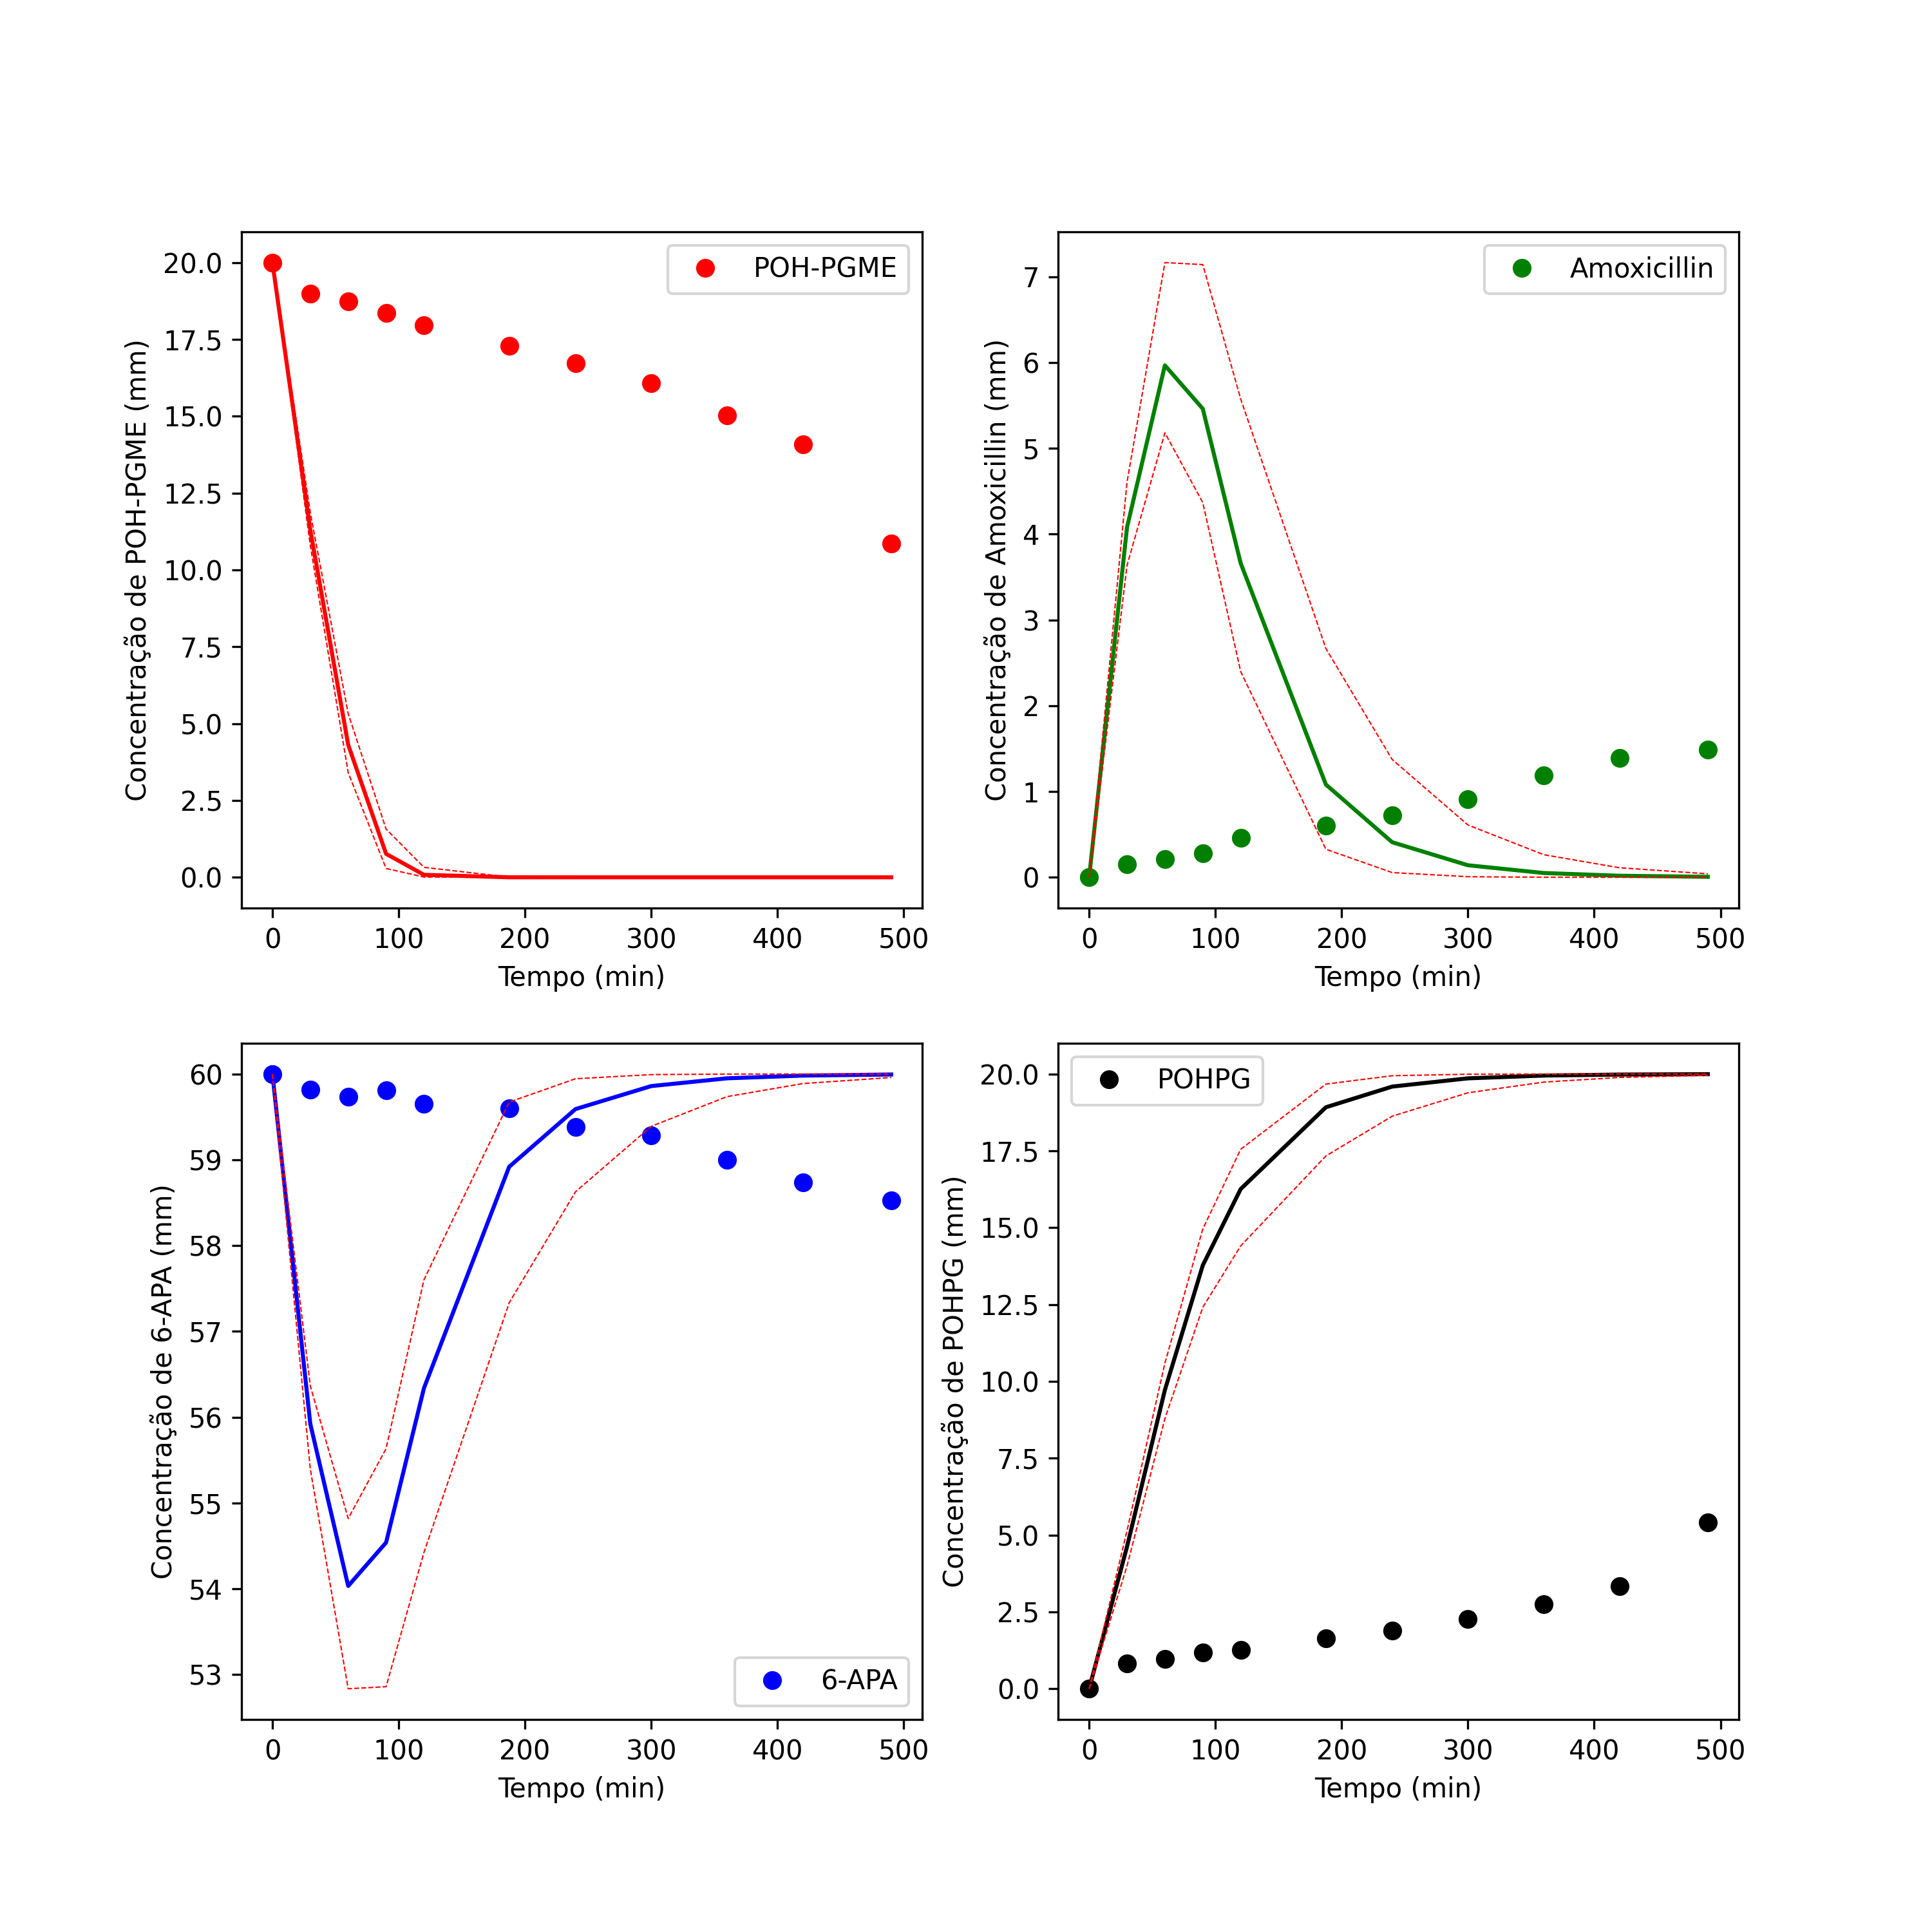 POH-PGME
20.0
17.5
15.0
12.5
10.0
7.5
5.0
2.5
0.0
Concentração de POH-PGME (mm)
0 100 200 300 400 500
Tempo (min)
Amoxicillin
7
6
5
4
3
2
1
0
Concentração de Amoxicillin (mm)
0 100 200 300 400 500
Tempo (min)
60
59
58
57
56
55
54
53
Concentração de 6-APA (mm)
6-APA
0 100 200 300 400 500
Tempo (min)
POHPG
20.0
17.5
15.0
12.5
10.0
7.5
5.0
2.5
0.0
Concentração de POHPG (mm)
0 100 200 300 400 500
Tempo (min)